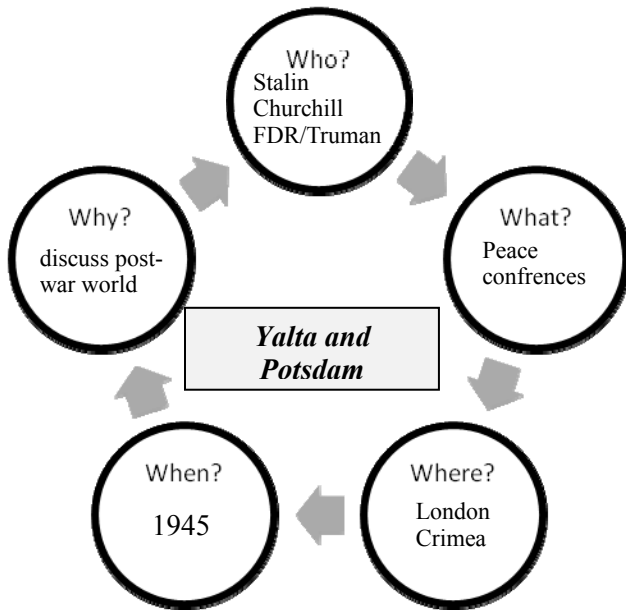 Who?
Stalin
Churchill
FDR/Truman
What?
Peace
confrences
Where?
London
Crimea
When?
1945
Why?
discuss post-
war world
Yalta and
Potsdam